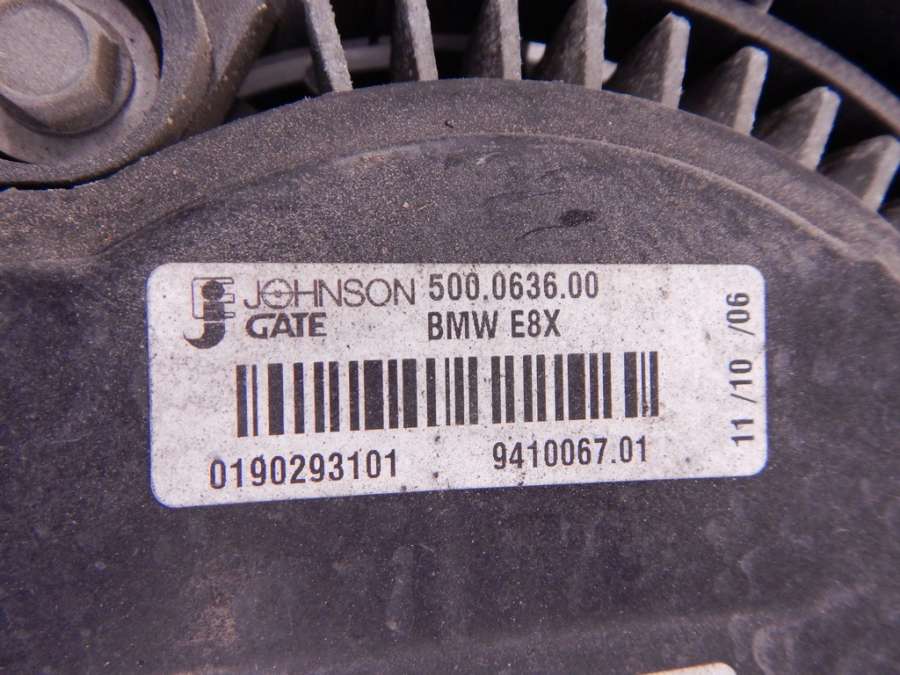 JOHNSON 500.0636.00
GATE BMW E8X
0190293101 9410067.01
11 /10 /06